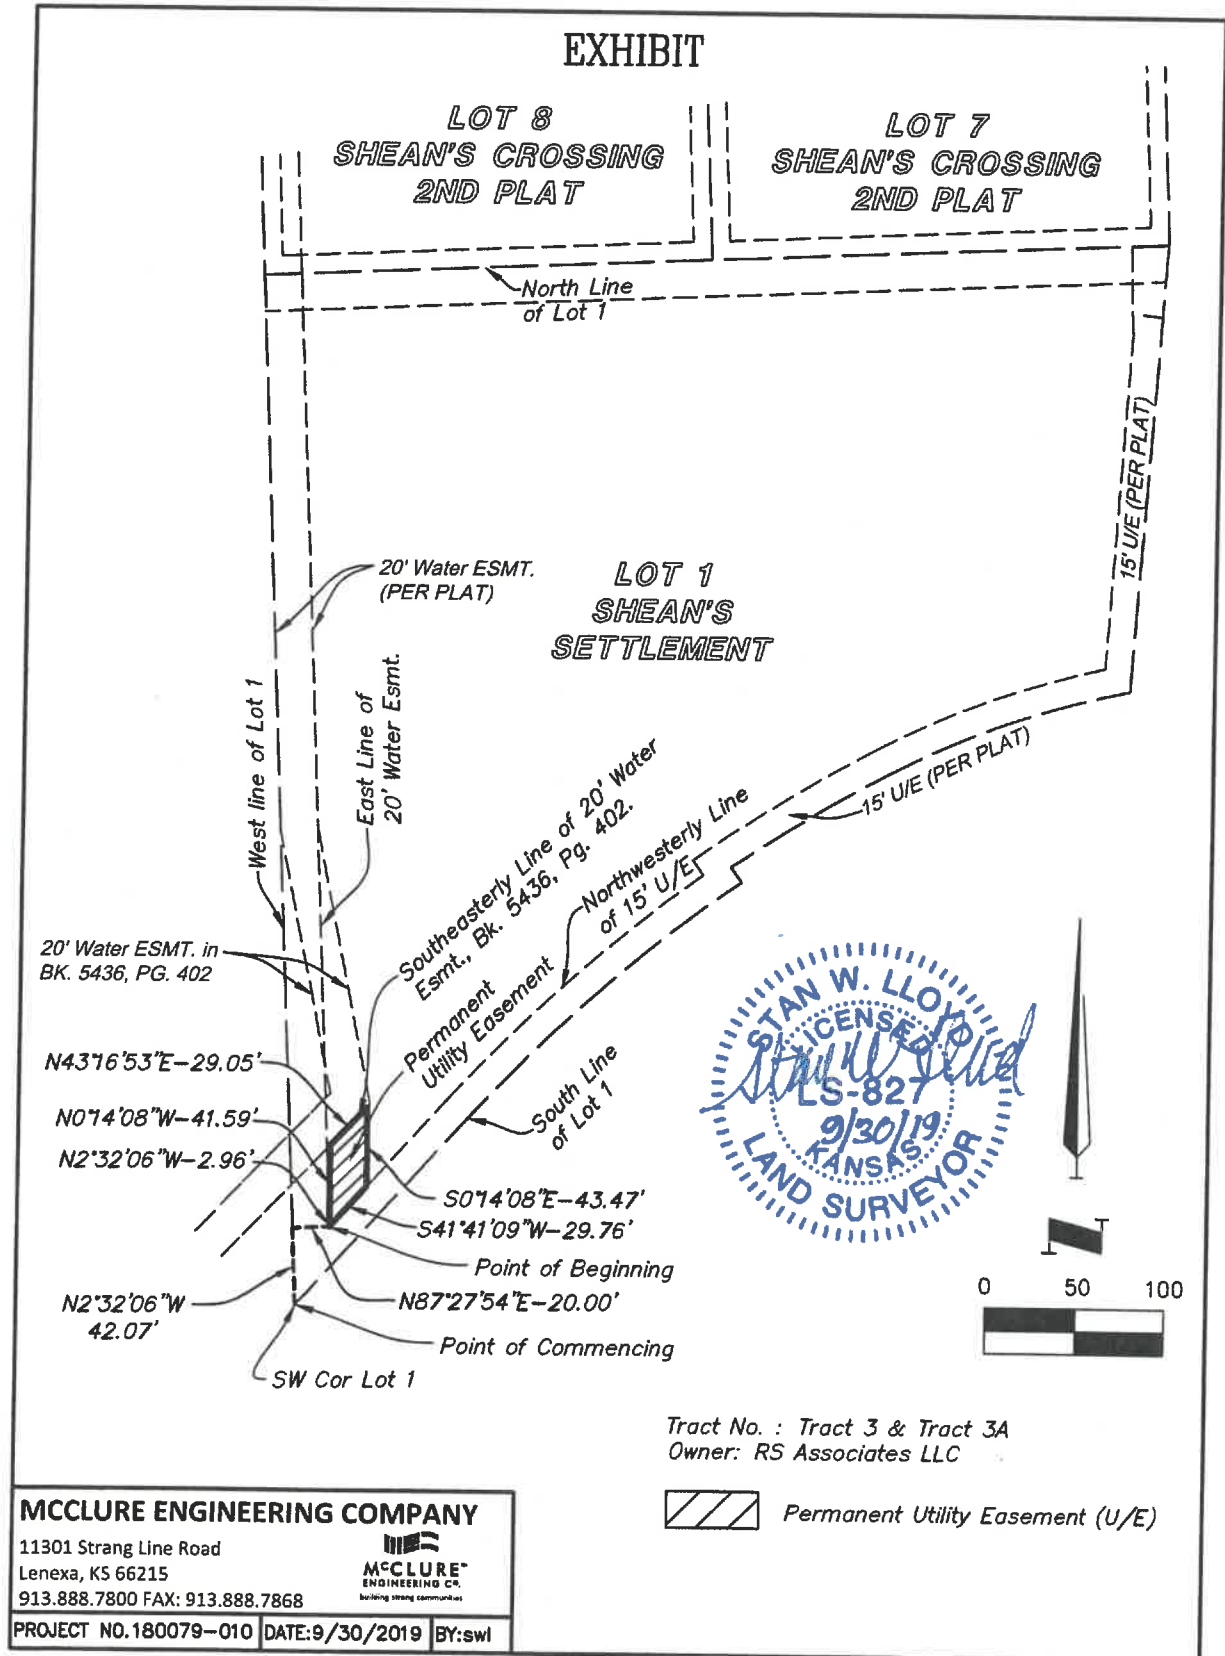 EXHIBIT
LOT 8
SHEAN'S CROSSING
2ND PLAT
LOT 7
SHEAN'S CROSSING
2ND PLAT
North Line
of Lot 1
15' U/E (PER PLAT)
20' Water ESMT.
(PER PLAT)
LOT 1
SHEAN'S
SETTLEMENT
West line of Lot 1
East Line of
20' Water Esmt.
Southeasterly Line of 20' Water
Esmt., Bk. 5436, Pg. 402.
Northwesterly Line
of 15' U/E
15' U/E (PER PLAT)
20' Water ESMT. in
BK. 5436, PG. 402
Permanent
Utility Easement
South Line
of Lot 1
STAN W. LLOYD
LICENSED
Stan W Lloyd
LS-827
9/30/19
KANSAS
LAND SURVEYOR
N43°16'53"E-29.05'
N0°14'08"W-41.59'
N2°32'06"W-2.96'
S0°14'08"E-43.47'
S41°41'09"W-29.76'
Point of Beginning
N87°27'54"E-20.00'
N2°32'06"W
42.07'
Point of Commencing
SW Cor Lot 1
0 50 100
Tract No. : Tract 3 & Tract 3A
Owner: RS Associates LLC
Permanent Utility Easement (U/E)
MCCLURE ENGINEERING COMPANY
11301 Strang Line Road
Lenexa, KS 66215
913.888.7800 FAX: 913.888.7868
MCCLURE
ENGINEERING CO.
building strong communities
PROJECT NO.180079-010 DATE:9/30/2019 BY:swl